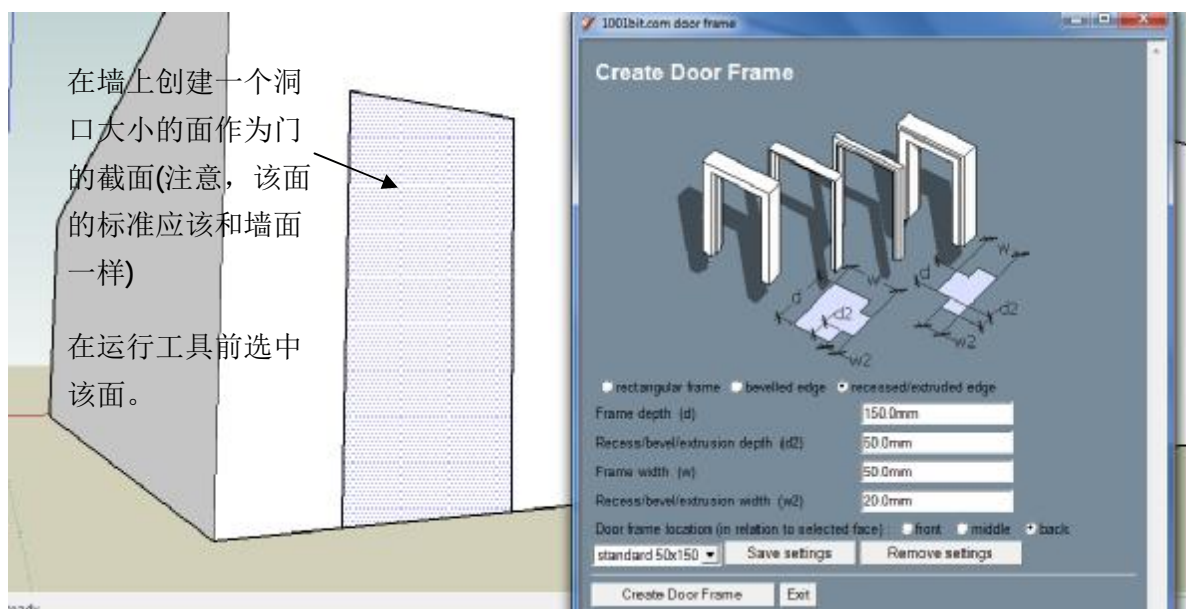 在墙上创建一个洞
口大小的面作为门
的截面(注意，该面
的标准应该和墙面
一样)
在运行工具前选中
该面。
1001bit.com door frame
Create Door Frame
d
w
d2
w2
d
w
d2
w2
rectangular frame bevelled edge recessed/extruded edge
Frame depth (d) 150.0mm
Recess/bevel/extrusion depth (d2) 50.0mm
Frame width (w) 50.0mm
Recess/bevel/extrusion width (w2) 20.0mm
Door frame location (in relation to selected face) : front middle back
standard 50x150 Save settings Remove settings
Create Door Frame Exit